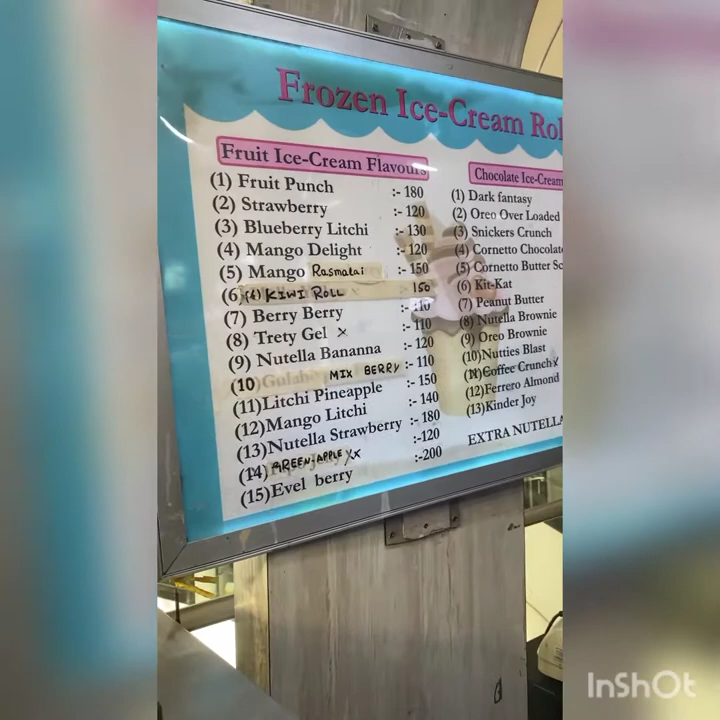 Frozen Ice-Cream Rol
Fruit Ice-Cream Flavours
(1) Fruit Punch :- 180
(2) Strawberry :- 120
(3) Blueberry Litchi :- 130
(4) Mango Delight :- 120
(5) Mango Rasmalai :- 150
(6) KIWI ROLL 150
(7) Berry Berry :- 110
(8) Trety Gel x :- 110
(9) Nutella Bananna :- 120
(10 MIX BERRY :- 110
(11)Litchi Pineapple :- 150
(12)Mango Litchi :- 140
(13)Nutella Strawberry :- 180
(14) GREEN-APPLE x :-120
(15)Evel berry :-200
Chocolate Ice-Cream
(1) Dark fantasy
(2) Oreo Over Loaded
(3) Snickers Crunch
(4) Cornetto Chocolate
(5) Cornetto Butter Sc
(6) Kit-Kat
(7) Peanut Butter
(8) Nutella Brownie
(9) Oreo Brownie
(10)Nutties Blast
(11)Coffee Crunch x
(12)Ferrero Almond
(13)Kinder Joy
EXTRA NUTELLA
InShOt